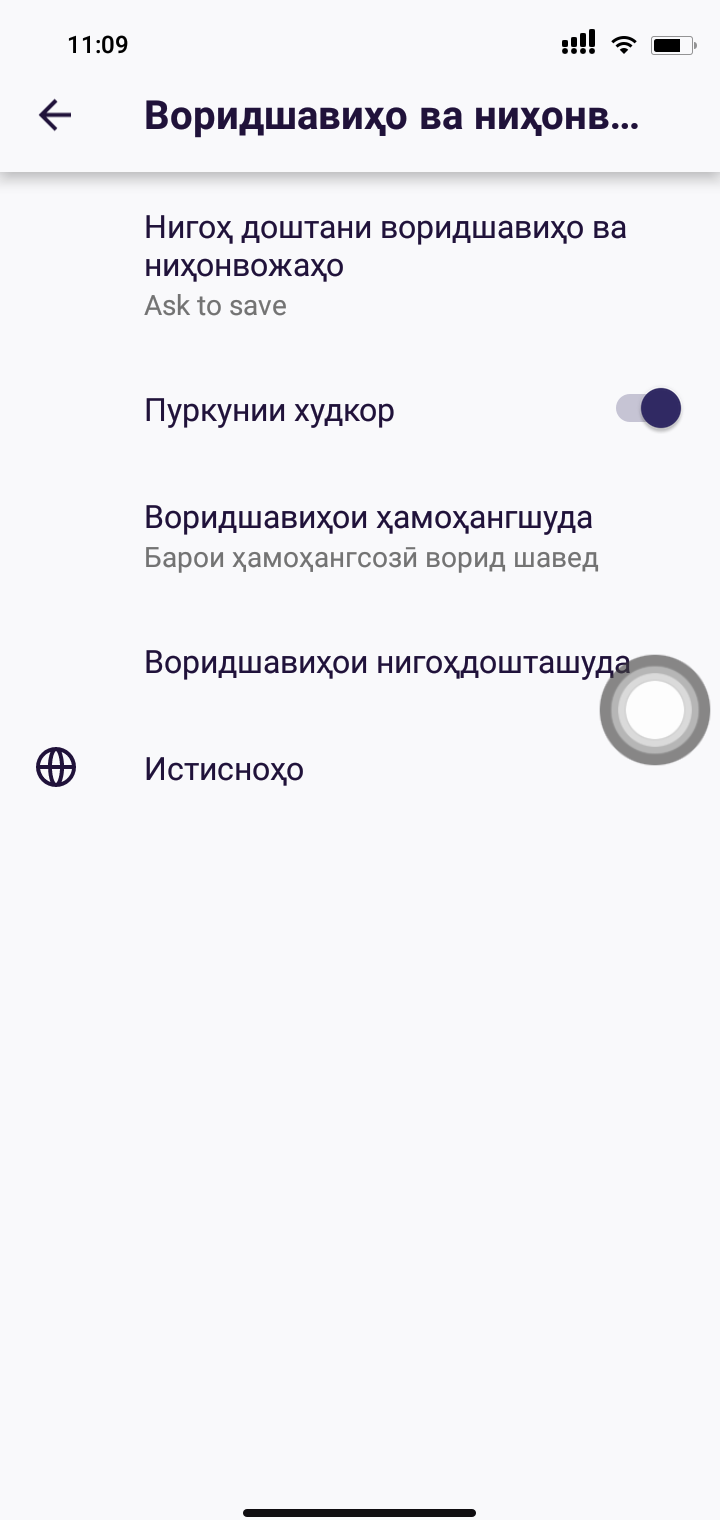 11:09
Воридшавиҳо ва ниҳонв...
Нигоҳ доштани воридшавиҳо ва
ниҳонвожаҳо
Ask to save
Пуркунии худкор
Воридшавиҳои ҳамоҳангшуда
Барои ҳамоҳангсозӣ ворид шавед
Воридшавиҳои нигоҳдошташуда
Истисноҳо